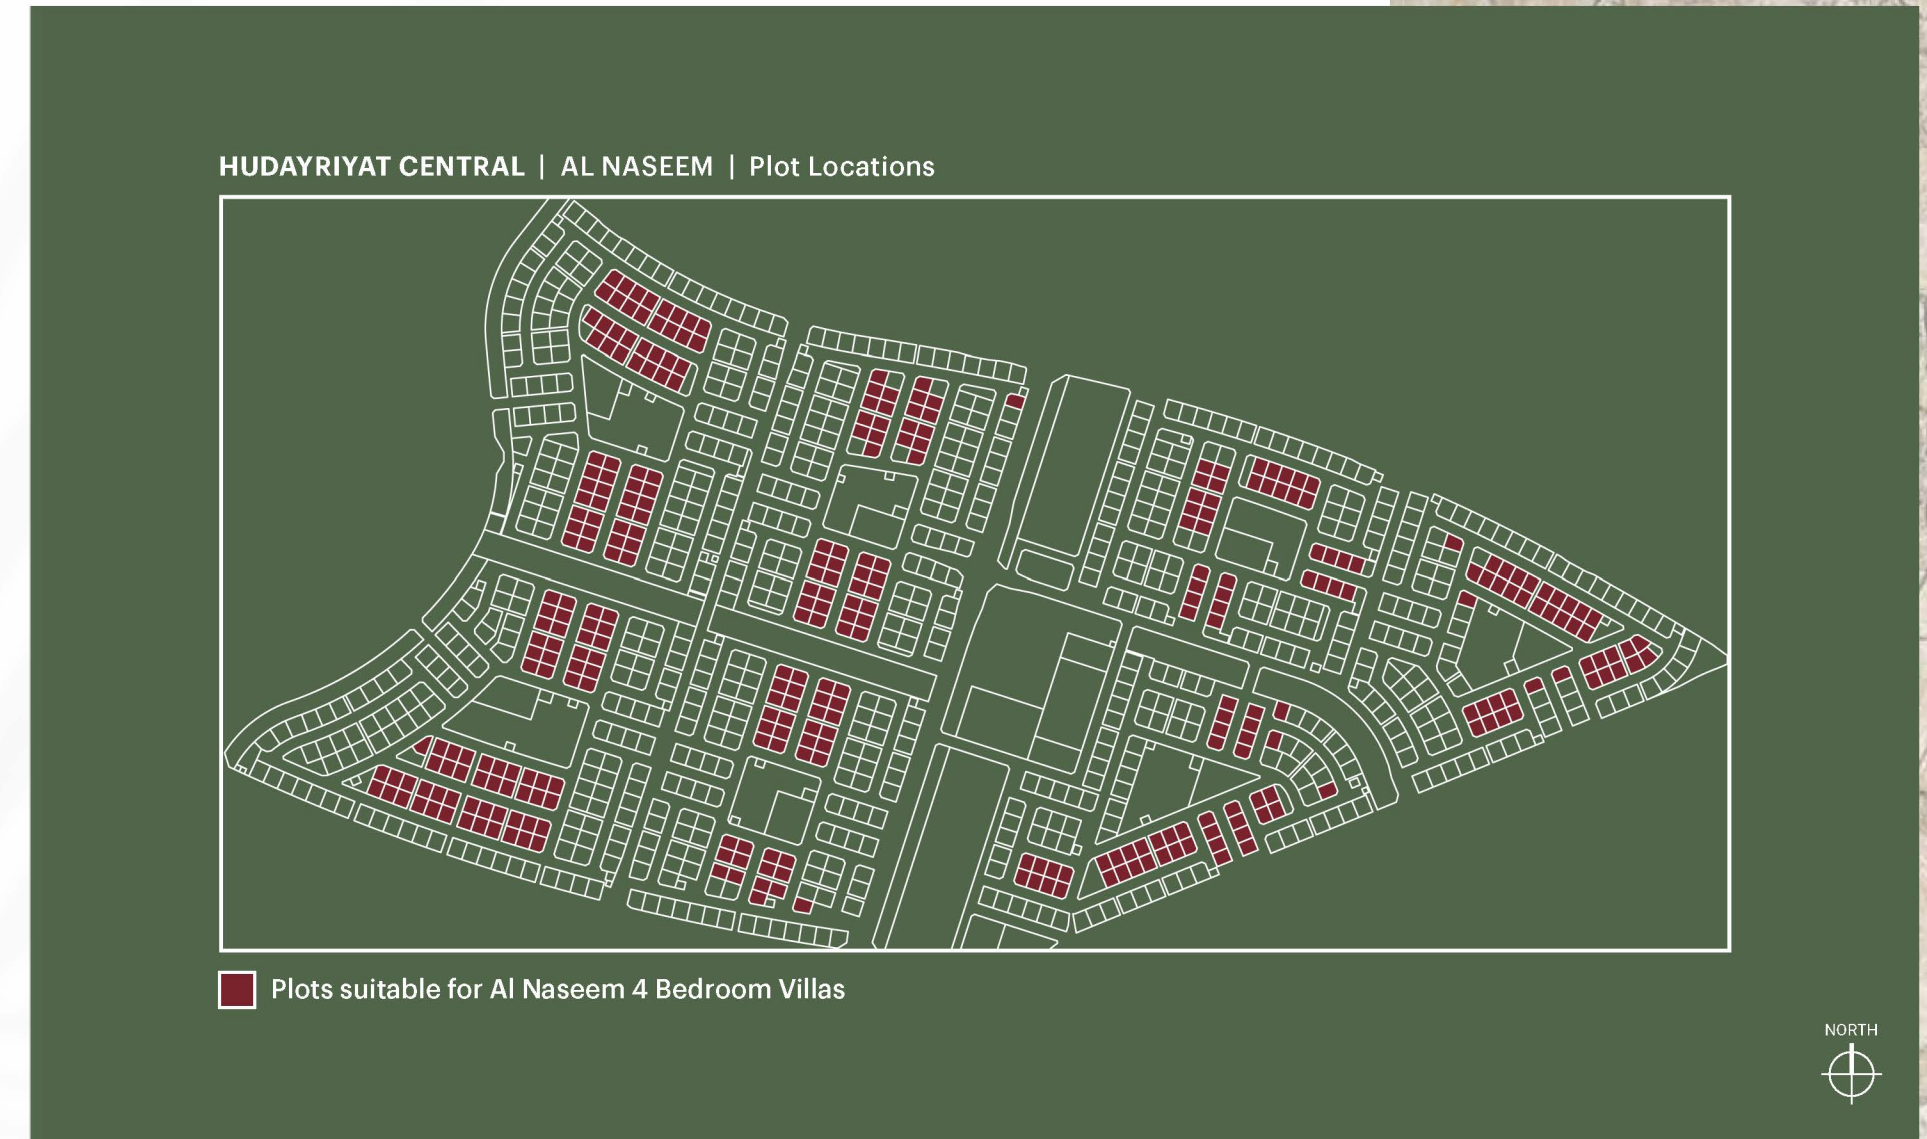 HUDAYRIYAT CENTRAL | AL NASEEM | Plot Locations
Plots suitable for Al Naseem 4 Bedroom Villas
NORTH